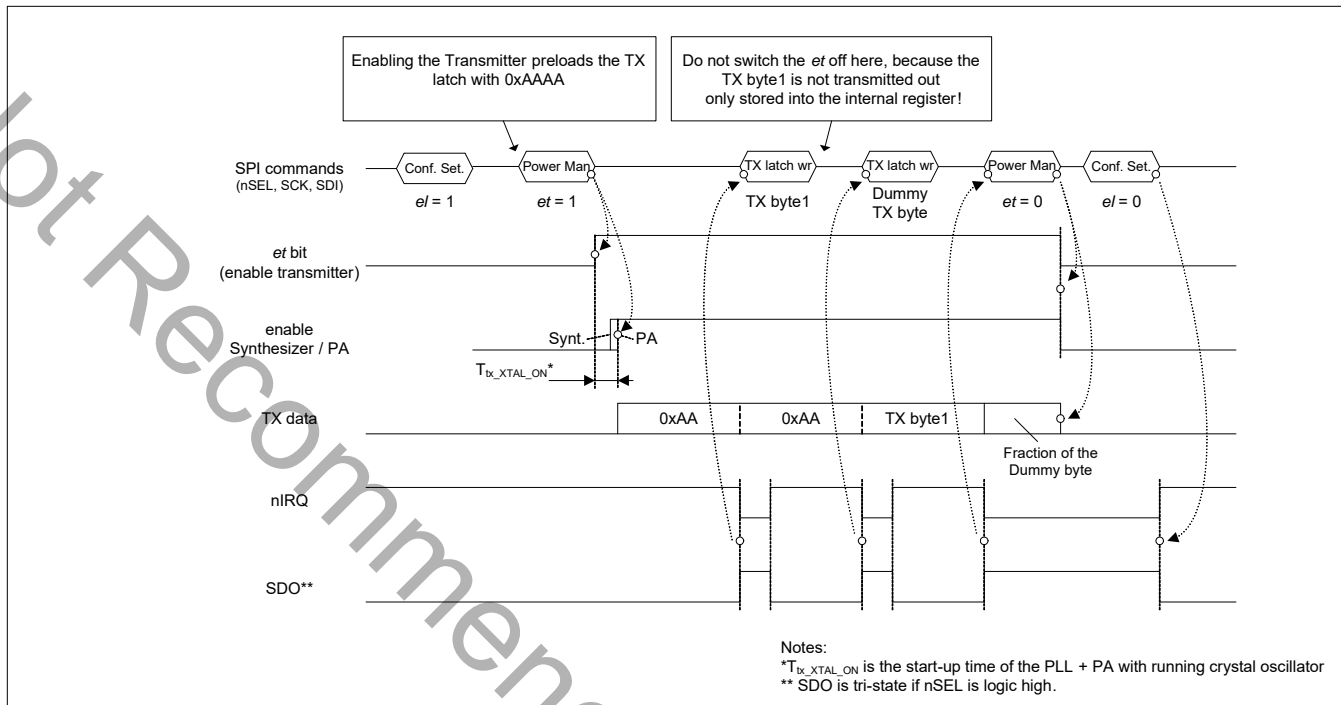 Enabling the Transmitter preloads the TX
latch with 0xAAAA
Do not switch the et off here, because the
TX byte1 is not transmitted out
only stored into the internal register!
SPI commands
(nSEL, SCK, SDI)
Conf. Set.
Power Man
TX latch wr
TX latch wr
Power Man
Conf. Set.
el = 1
et = 1
TX byte1
Dummy
TX byte
et = 0
el = 0
et bit
(enable transmitter)
enable
Synthesizer / PA
Synt.
PA
Ttx_XTAL_ON*
TX data
0xAA
0xAA
TX byte1
Fraction of the
Dummy byte
nIRQ
SDO**
Notes:
*Ttx_XTAL_ON is the start-up time of the PLL + PA with running crystal oscillator
** SDO is tri-state if nSEL is logic high.